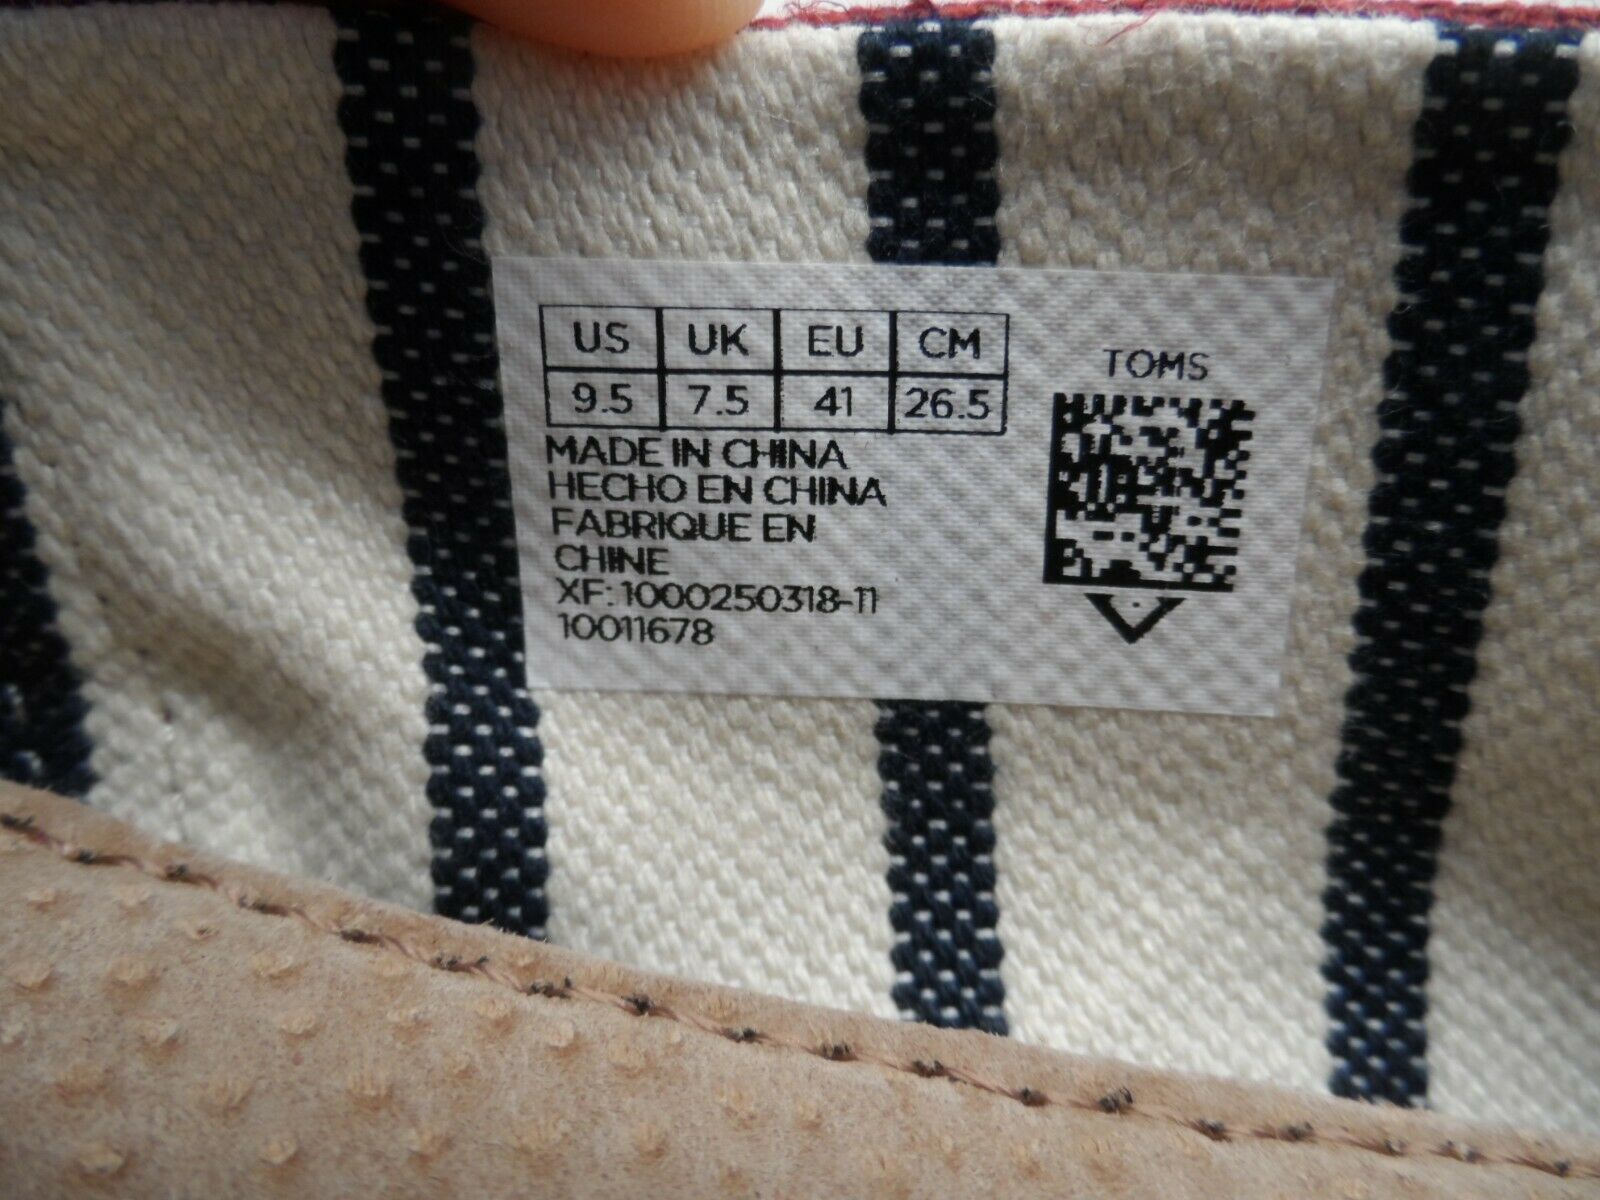 US UK EU CM
9.5 7.5 41 26.5
MADE IN CHINA
HECHO EN CHINA
FABRIQUE EN
CHINE
XF: 1000250318-11
10011678
TOMS